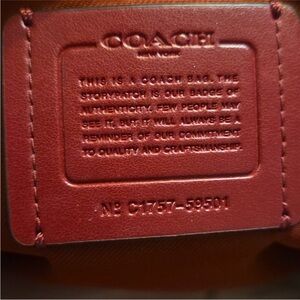 COACH
NEW YORK
THIS IS A COACH BAG. THE
STORYPATCH IS OUR BADGE OF
AUTHENTICITY. FEW PEOPLE MAY
SEE IT, BUT IT WILL ALWAYS BE A
REMINDER OF OUR COMMITMENT
TO QUALITY AND CRAFTSMANSHIP.
Nº C1757-59501